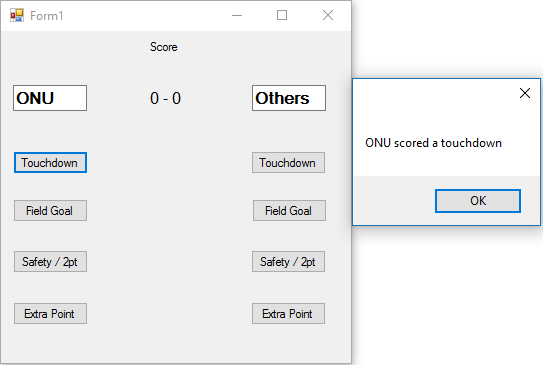 Form1
Score
ONU 0 - 0 Others
ONU scored a touchdown
Touchdown Touchdown
OK
Field Goal Field Goal
Safety / 2pt Safety / 2pt
Extra Point Extra Point